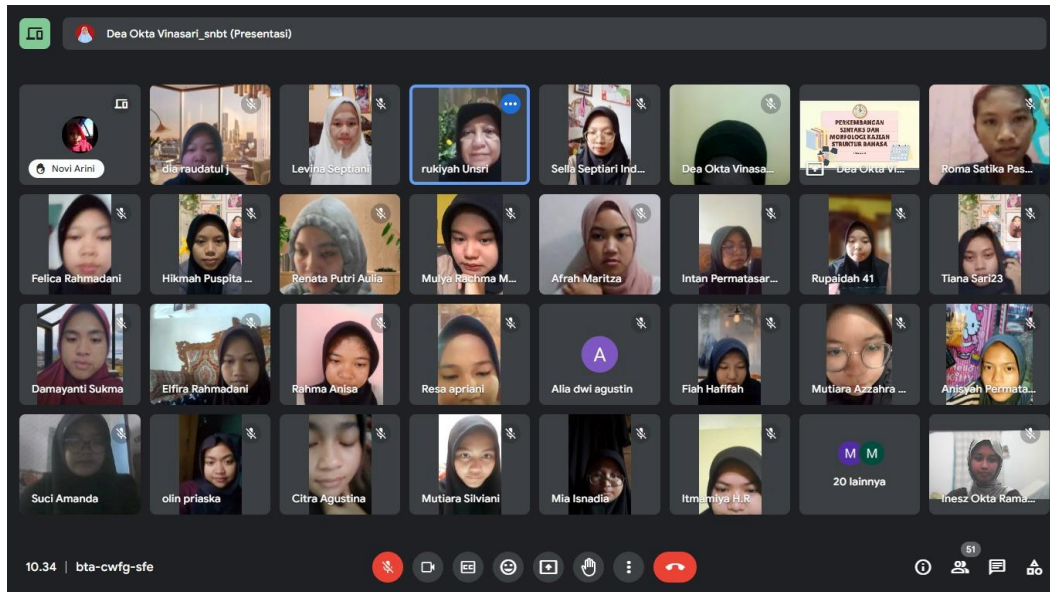 Dea Okta Vinasari_snbt (Presentasi)
Novi Arini
dia raudatul j
Levina Septiani
rukiyah Unsri
Sella Septiari Ind...
Dea Okta Vinasa...
PERKEMBANGAN
SINTAKS DAN
MORFOLOGI KAJIAN
STRUKTUR BAHASA
Dea Okta Vi...
Roma Satika Pas...
Felica Rahmadani
Hikmah Puspita ...
Renata Putri Aulia
Mulya Rachma M...
Afrah Maritza
Intan Permatasar...
Rupaidah 41
Tiana Sari23
Damayanti Sukma
Elfira Rahmadani
Rahma Anisa
Resa apriani
A
Alia dwi agustin
Fiah Hafifah
Mutiara Azzahra ...
Anisyah Permata...
Suci Amanda
olin priaska
Citra Agustina
Mutiara Silviani
Mia Isnadia
Itmamiya H.R
M M
20 lainnya
Inesz Okta Rama...
10.34 | bta-cwfg-sfe
51